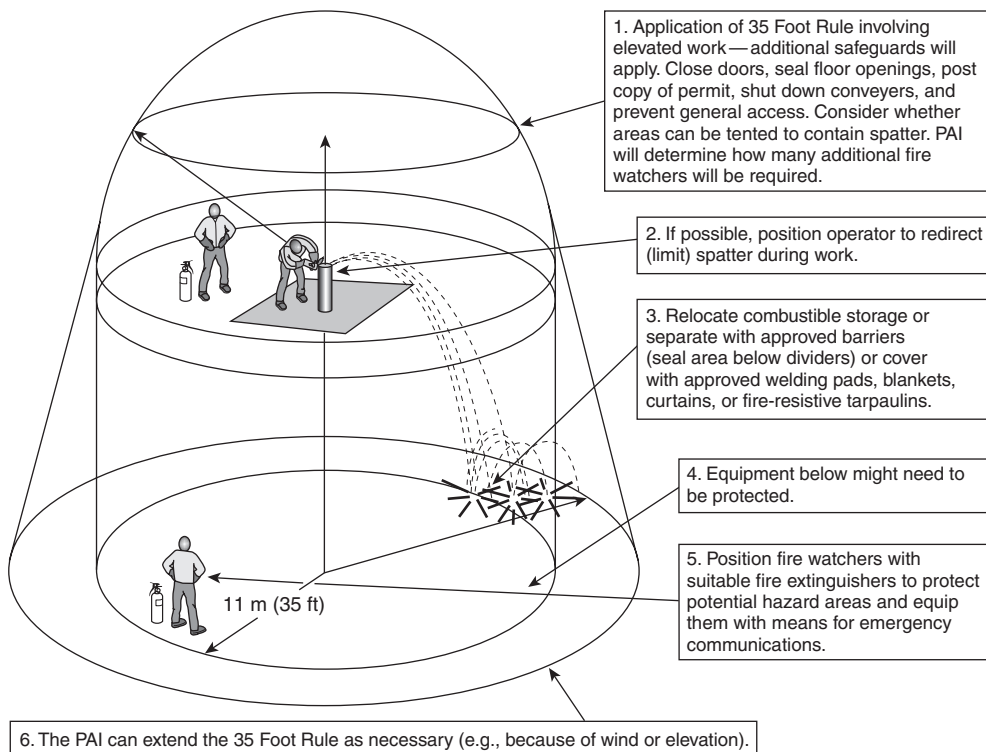 1. Application of 35 Foot Rule involving
elevated work — additional safeguards will
apply. Close doors, seal floor openings, post
copy of permit, shut down conveyers, and
prevent general access. Consider whether
areas can be tented to contain spatter. PAI
will determine how many additional fire
watchers will be required.
2. If possible, position operator to redirect
(limit) spatter during work.
3. Relocate combustible storage or
separate with approved barriers
(seal area below dividers) or cover
with approved welding pads, blankets,
curtains, or fire-resistive tarpaulins.
4. Equipment below might need to
be protected.
5. Position fire watchers with
suitable fire extinguishers to protect
potential hazard areas and equip
them with means for emergency
communications.
11 m (35 ft)
6. The PAI can extend the 35 Foot Rule as necessary (e.g., because of wind or elevation).